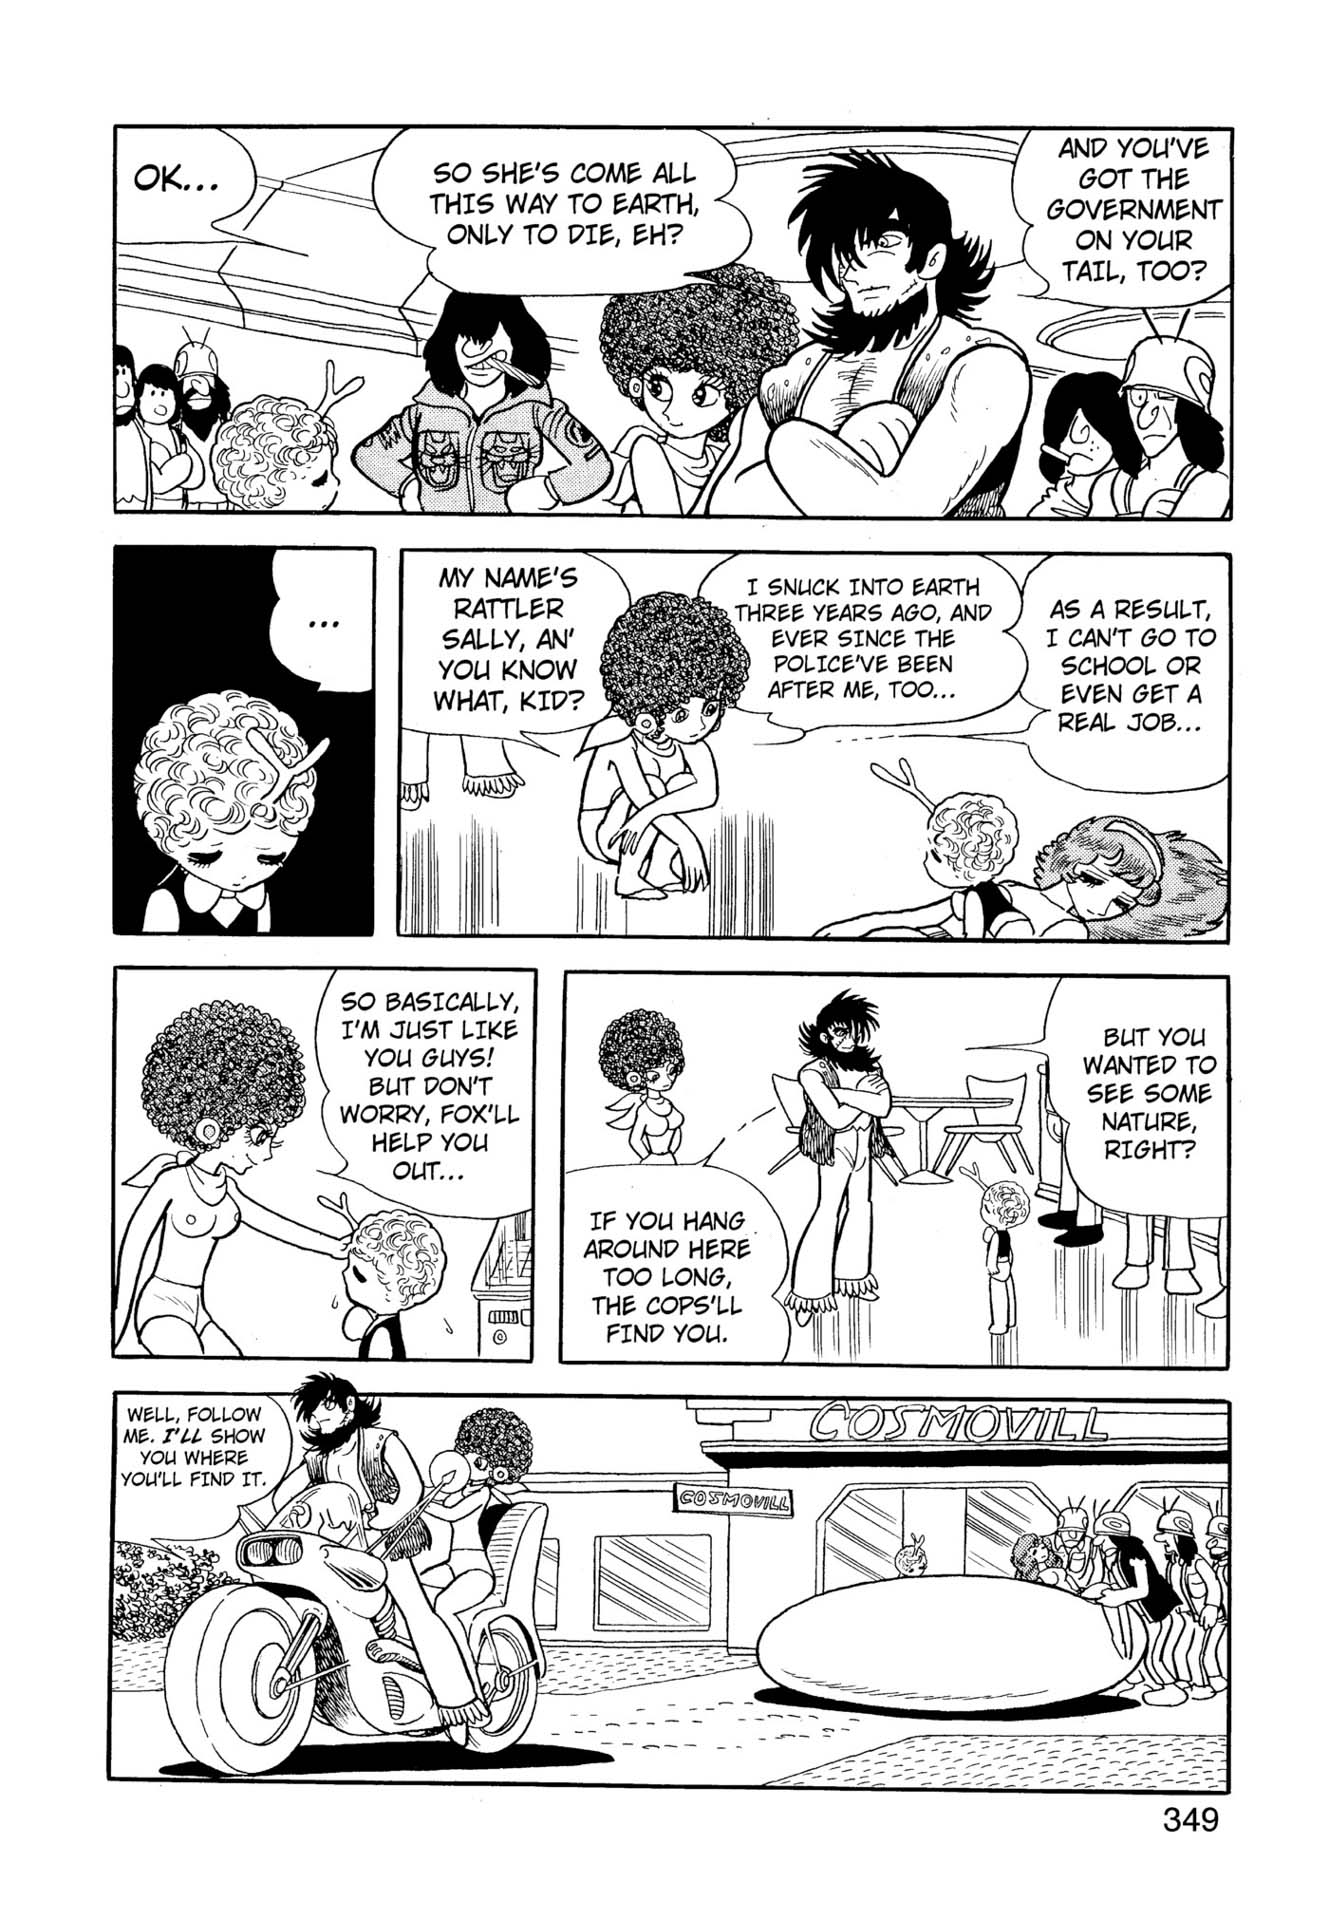 OK...
SO SHE'S COME ALL
THIS WAY TO EARTH,
ONLY TO DIE, EH?
AND YOU'VE
GOT THE
GOVERNMENT
ON YOUR
TAIL, TOO?
...
MY NAME'S
RATTLER
SALLY, AN'
YOU KNOW
WHAT, KID?
I SNUCK INTO EARTH
THREE YEARS AGO, AND
EVER SINCE THE
POLICE'VE BEEN
AFTER ME, TOO...
AS A RESULT,
I CAN'T GO TO
SCHOOL OR
EVEN GET A
REAL JOB...
SO BASICALLY,
I'M JUST LIKE
YOU GUYS!
BUT DON'T
WORRY, FOX'LL
HELP YOU
OUT...
IF YOU HANG
AROUND HERE
TOO LONG,
THE COPS'LL
FIND YOU.
BUT YOU
WANTED TO
SEE SOME
NATURE,
RIGHT?
WELL, FOLLOW
ME. I'LL SHOW
YOU WHERE
YOU'LL FIND IT.
COSMOVILL
COSMOVILL
349